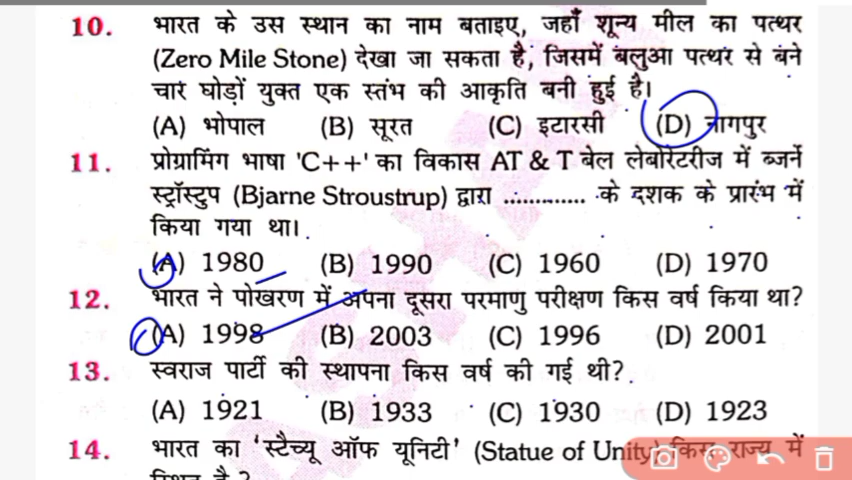 10. भारत के उस स्थान का नाम बताइए, जहाँ शून्य मील का पत्थर
(Zero Mile Stone) देखा जा सकता है, जिसमें बलुआ पत्थर से बने
चार घोड़ों युक्त एक स्तंभ की आकृति बनी हुई है।
(A) भोपाल (B) सूरत (C) इटारसी (D) नागपुर
11. प्रोग्रामिंग भाषा 'C++' का विकास AT & T बेल लेबोरेटरीज में ब्जर्ने
स्ट्रॉस्ट्रुप (Bjarne Stroustrup) द्वारा ............. के दशक के प्रारंभ में
किया गया था।
(A) 1980 (B) 1990 (C) 1960 (D) 1970
12. भारत ने पोखरण में अपना दूसरा परमाणु परीक्षण किस वर्ष किया था?
(A) 1998 (B) 2003 (C) 1996 (D) 2001
13. स्वराज पार्टी की स्थापना किस वर्ष की गई थी?
(A) 1921 (B) 1933 (C) 1930 (D) 1923
14. भारत का 'स्टैच्यू ऑफ यूनिटी' (Statue of Unity) किस राज्य में